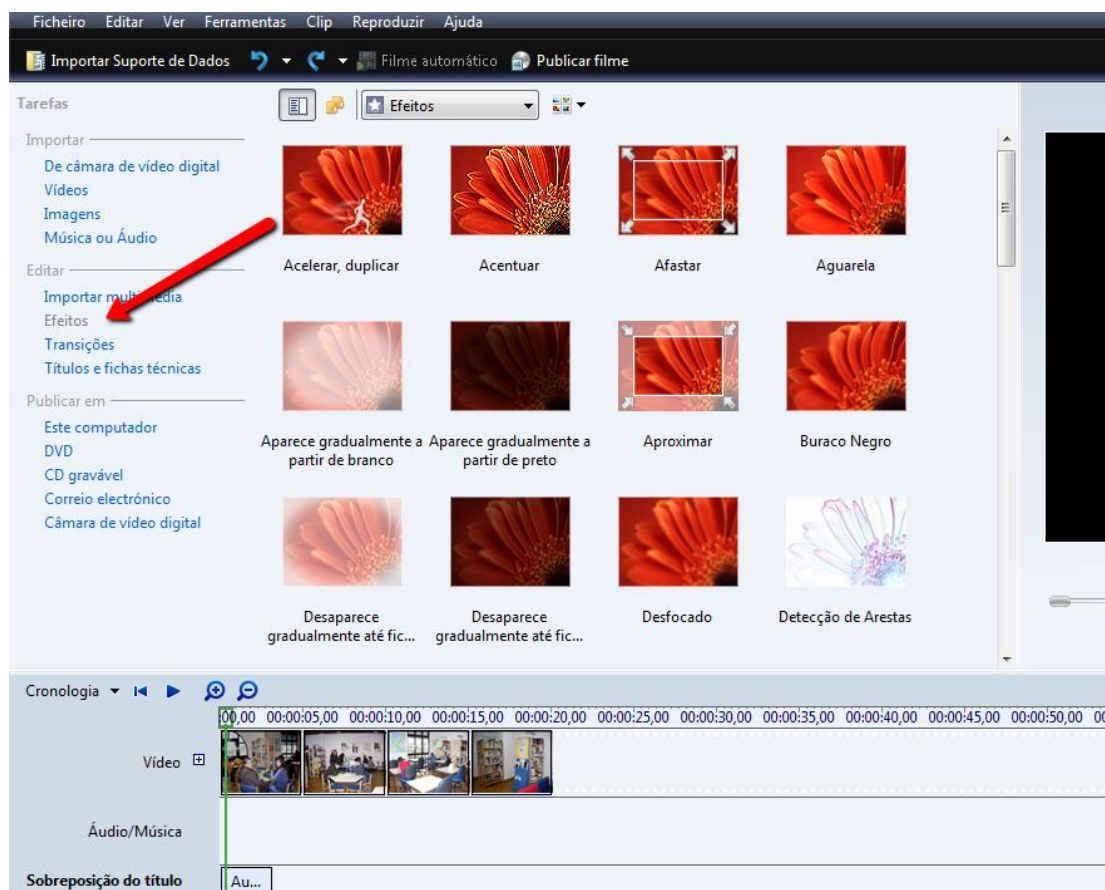 Ficheiro Editar Ver Ferramentas Clip Reproduzir Ajuda
Importar Suporte de Dados Filme automático Publicar filme
Tarefas
Efeitos
Importar
De câmara de vídeo digital
Vídeos
Imagens
Música ou Áudio
Editar
Importar multimédia
Efeitos
Transições
Títulos e fichas técnicas
Publicar em
Este computador
DVD
CD gravável
Correio electrónico
Câmara de vídeo digital
Acelerar, duplicar
Acentuar
Afastar
Aguarela
Aparece gradualmente a
partir de branco
Aparece gradualmente a
partir de preto
Aproximar
Buraco Negro
Desaparece
gradualmente até fic...
Desaparece
gradualmente até fic...
Desfocado
Detecção de Arestas
Cronologia
00,00 00:00:05,00 00:00:10,00 00:00:15,00 00:00:20,00 00:00:25,00 00:00:30,00 00:00:35,00 00:00:40,00 00:00:45,00 00:00:50,00
Vídeo
Áudio/Música
Sobreposição do título
Au...